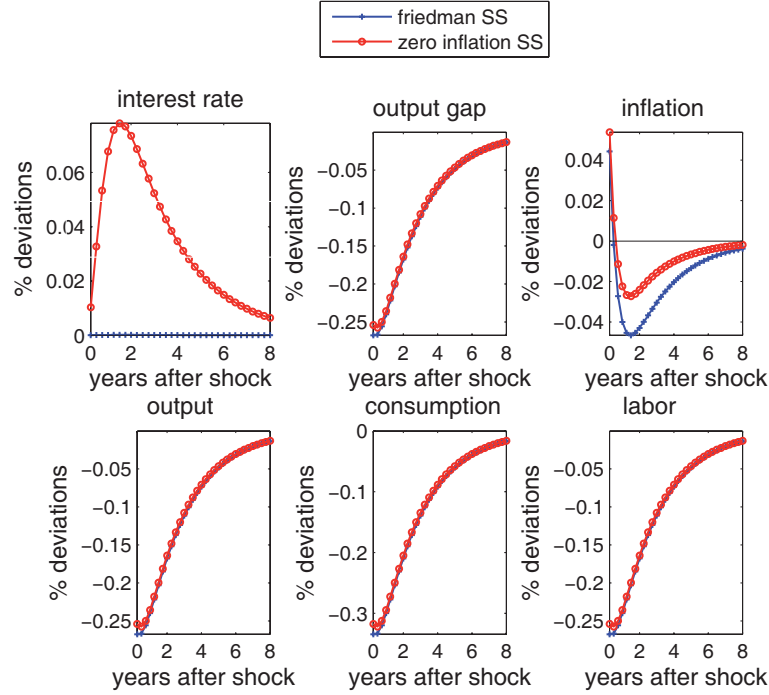 friedman SS
zero inflation SS
interest rate
% deviations
0.06
0.04
0.02
0
0 2 4 6 8
years after shock
output gap
% deviations
−0.05
−0.1
−0.15
−0.2
−0.25
0 2 4 6 8
years after shock
inflation
% deviations
0.04
0.02
0
−0.02
−0.04
0 2 4 6 8
years after shock
output
% deviations
−0.05
−0.1
−0.15
−0.2
−0.25
0 2 4 6 8
years after shock
consumption
% deviations
0
−0.1
−0.2
−0.3
0 2 4 6 8
years after shock
labor
% deviations
−0.05
−0.1
−0.15
−0.2
−0.25
0 2 4 6 8
years after shock